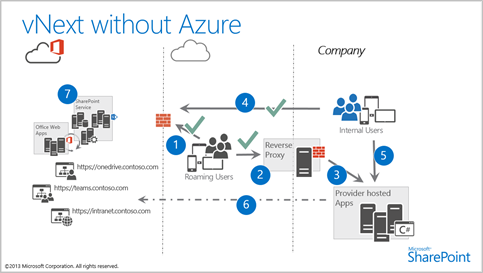 vNext without Azure
Company
7
SharePoint
Service
Office Web
Apps
4
Internal Users
1
Roaming Users
2
Reverse
Proxy
3
5
https://onedrive.contoso.com
https://teams.contoso.com
https://intranet.contoso.com
6
Provider hosted
Apps
C#
©2013 Microsoft Corporation. All rights reserved.
Microsoft
SharePoint